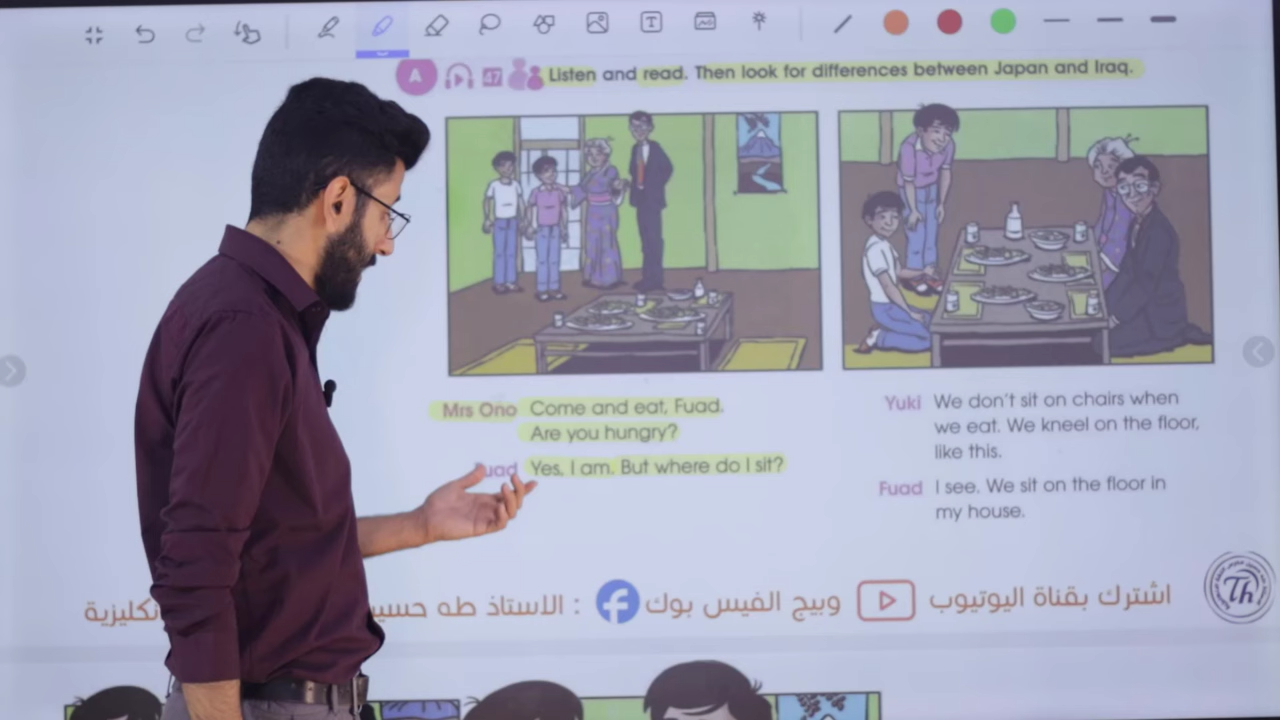 A 47 Listen and read. Then look for differences between Japan and Iraq.
Mrs Ono Come and eat, Fuad.
Are you hungry?
Yes, I am. But where do I sit?
Yuki We don't sit on chairs when
we eat. We kneel on the floor,
like this.
Fuad I see. We sit on the floor in
my house.
اشترك بقناة اليوتيوب وبيج الفيس بوك : الاستاذ طه
Th